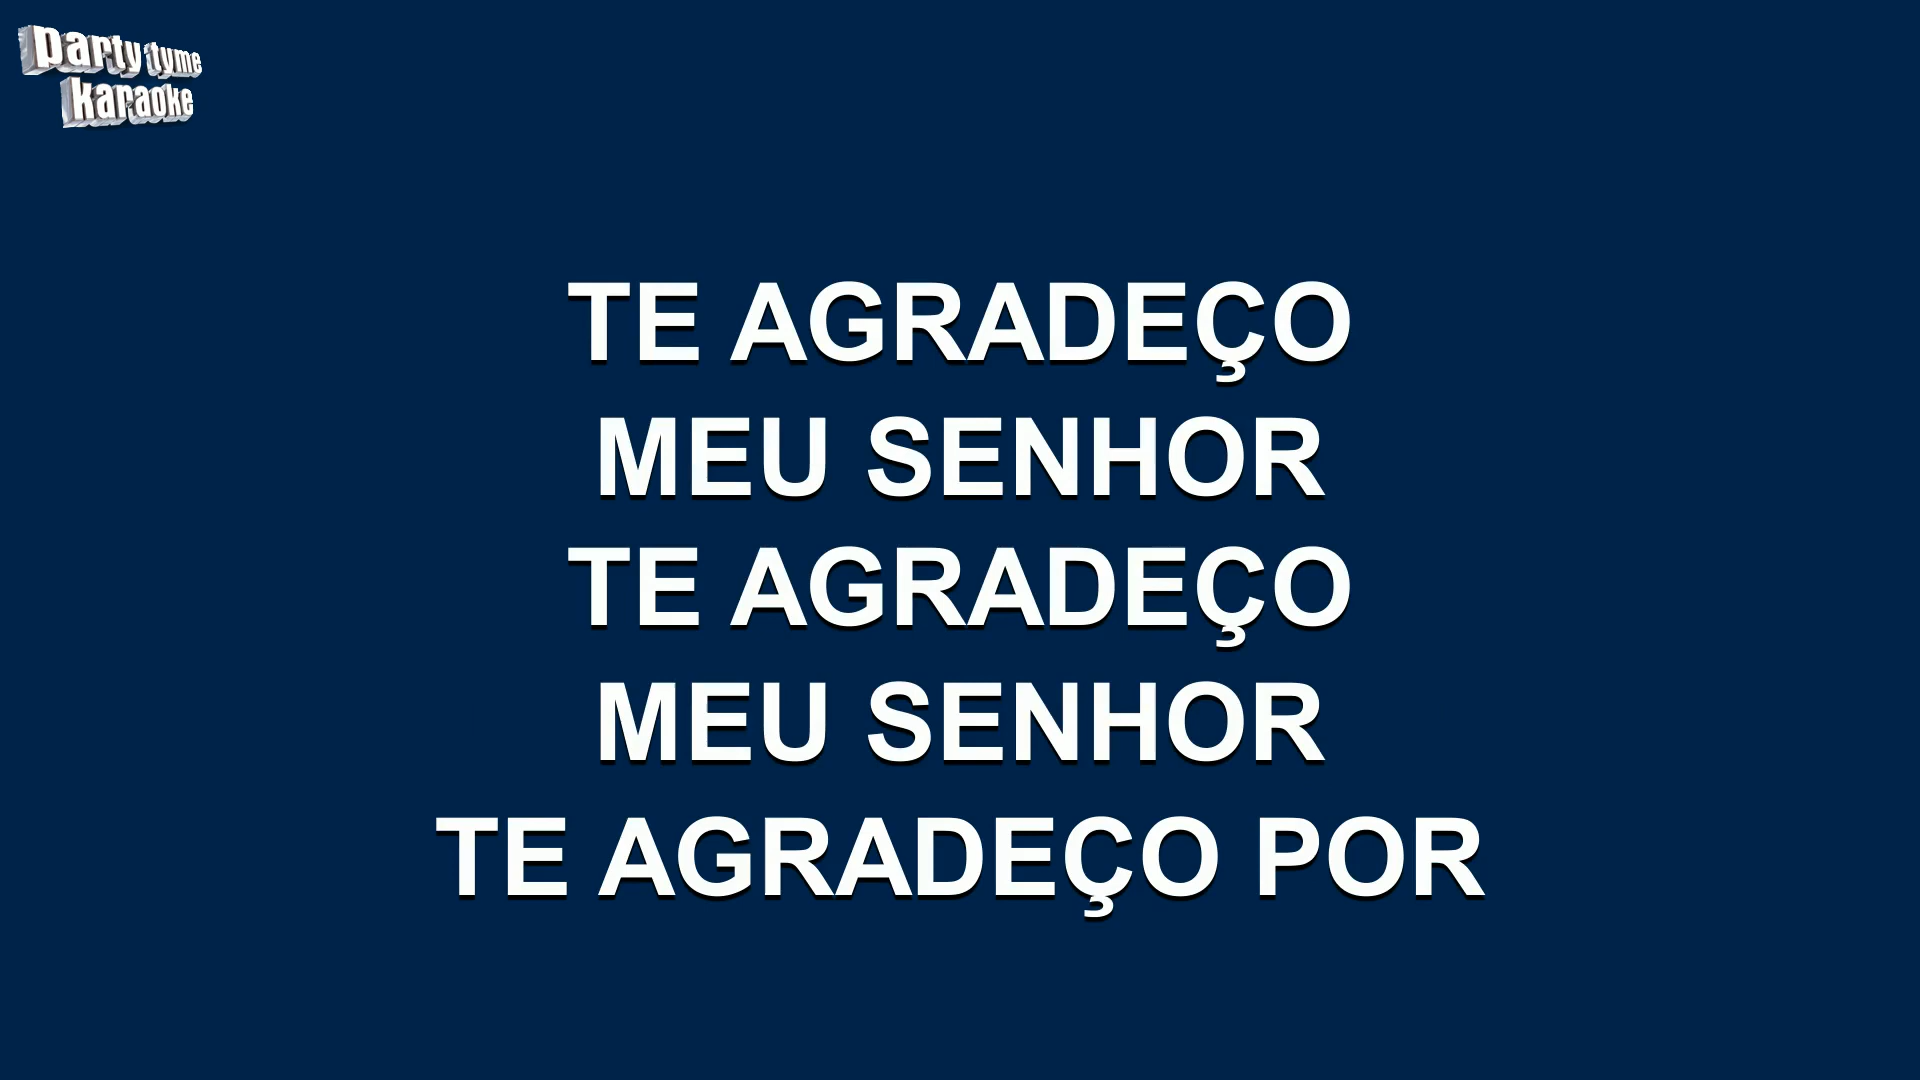 party tyme
karaoke
TE AGRADEÇO
MEU SENHOR
TE AGRADEÇO
MEU SENHOR
TE AGRADEÇO POR